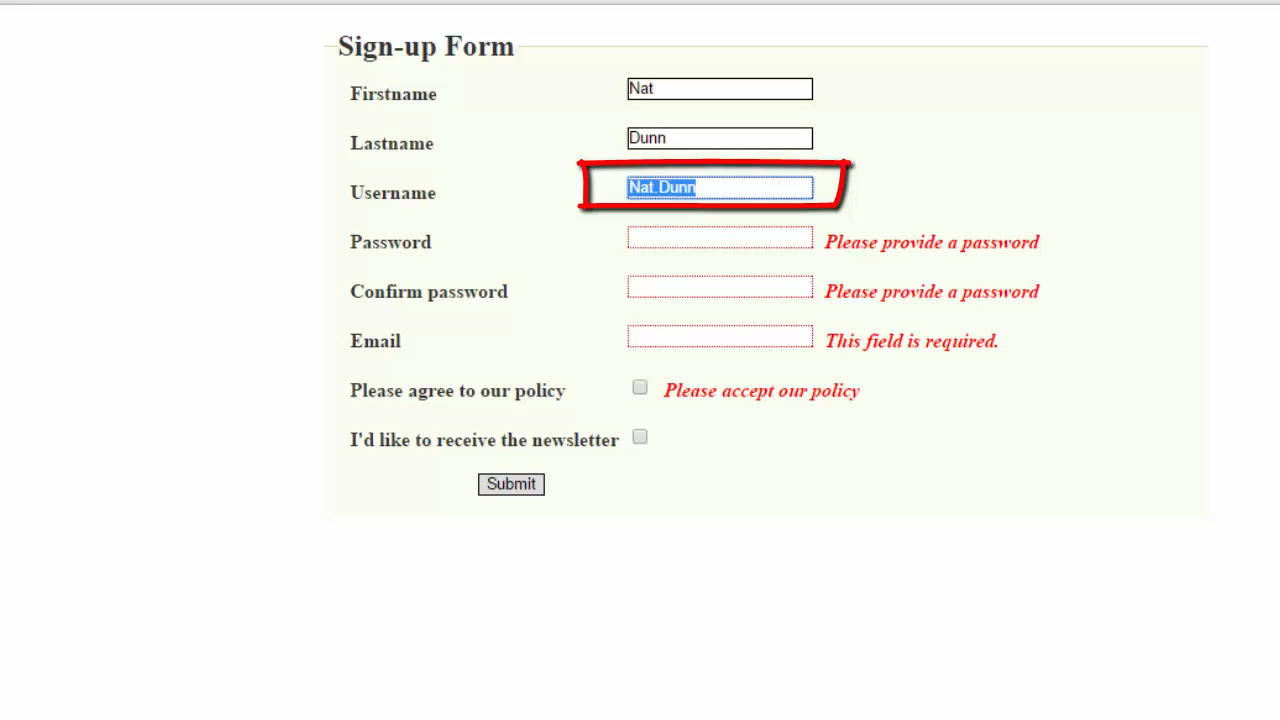 Sign-up Form
Firstname Nat
Lastname Dunn
Username Nat.Dunn
Password Please provide a password
Confirm password Please provide a password
Email This field is required.
Please agree to our policy Please accept our policy
I'd like to receive the newsletter
Submit